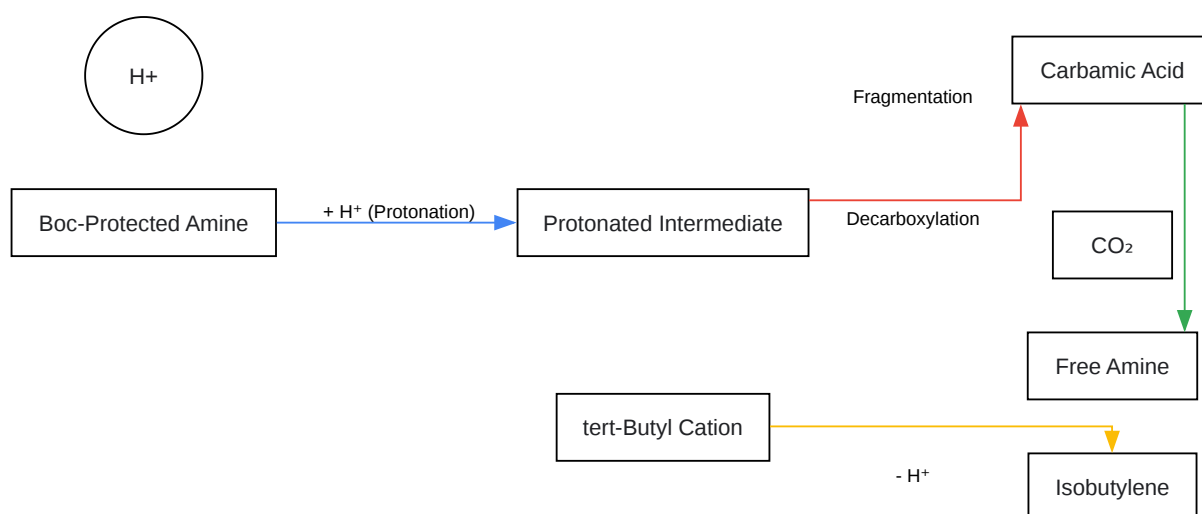 H+
Carbamic Acid
Fragmentation
Boc-Protected Amine
+ H⁺ (Protonation)
Protonated Intermediate
Decarboxylation
CO₂
Free Amine
tert-Butyl Cation
- H⁺
Isobutylene